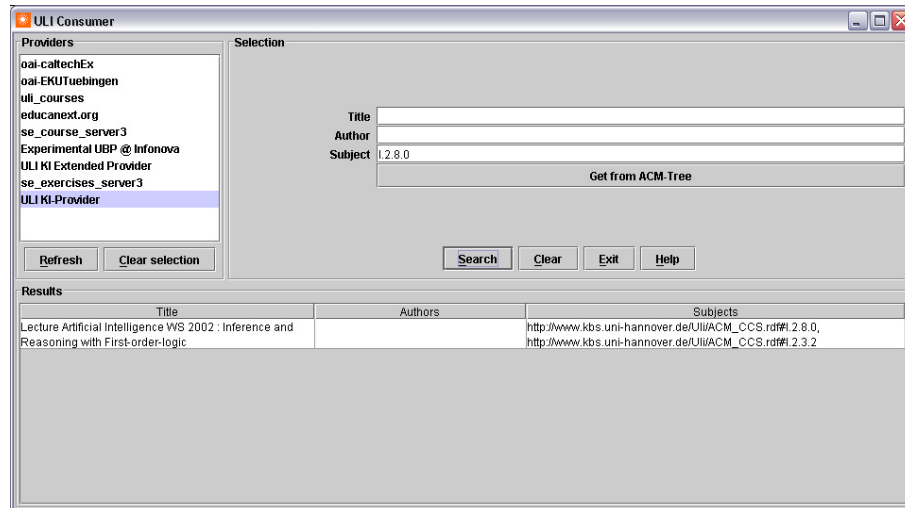 ULI Consumer
Providers
oai-caltechEx
oai-EKUTuebingen
uli_courses
educanext.org
se_course_server3
Experimental UBP @ Infonova
ULI KI Extended Provider
se_exercises_server3
ULI KI-Provider
Refresh Clear selection
Selection
Title
Author
Subject I.2.8.0
Get from ACM-Tree
Search Clear Exit Help
Results
Title Authors Subjects
Lecture Artificial Intelligence WS 2002 : Inference and http://www.kbs.uni-hannover.de/Uli/ACM_CCS.rdf#I.2.8.0,
Reasoning with First-order-logic http://www.kbs.uni-hannover.de/Uli/ACM_CCS.rdf#I.2.3.2